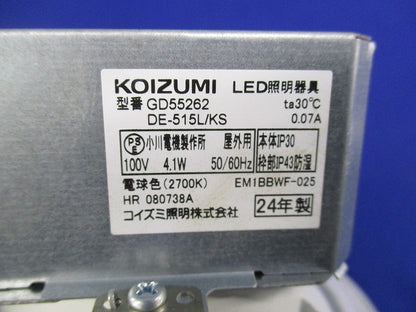 KOIZUMI LED照明器具
型番 GD55262 ta30℃
DE-515L/KS 0.07A
PSE 小川電機製作所 屋外用 本体IP30
100V 4.1W 50/60Hz 枠部IP43防湿
電球色(2700K) EM1BBWF-025
HR 080738A
コイズミ照明株式会社 24年製